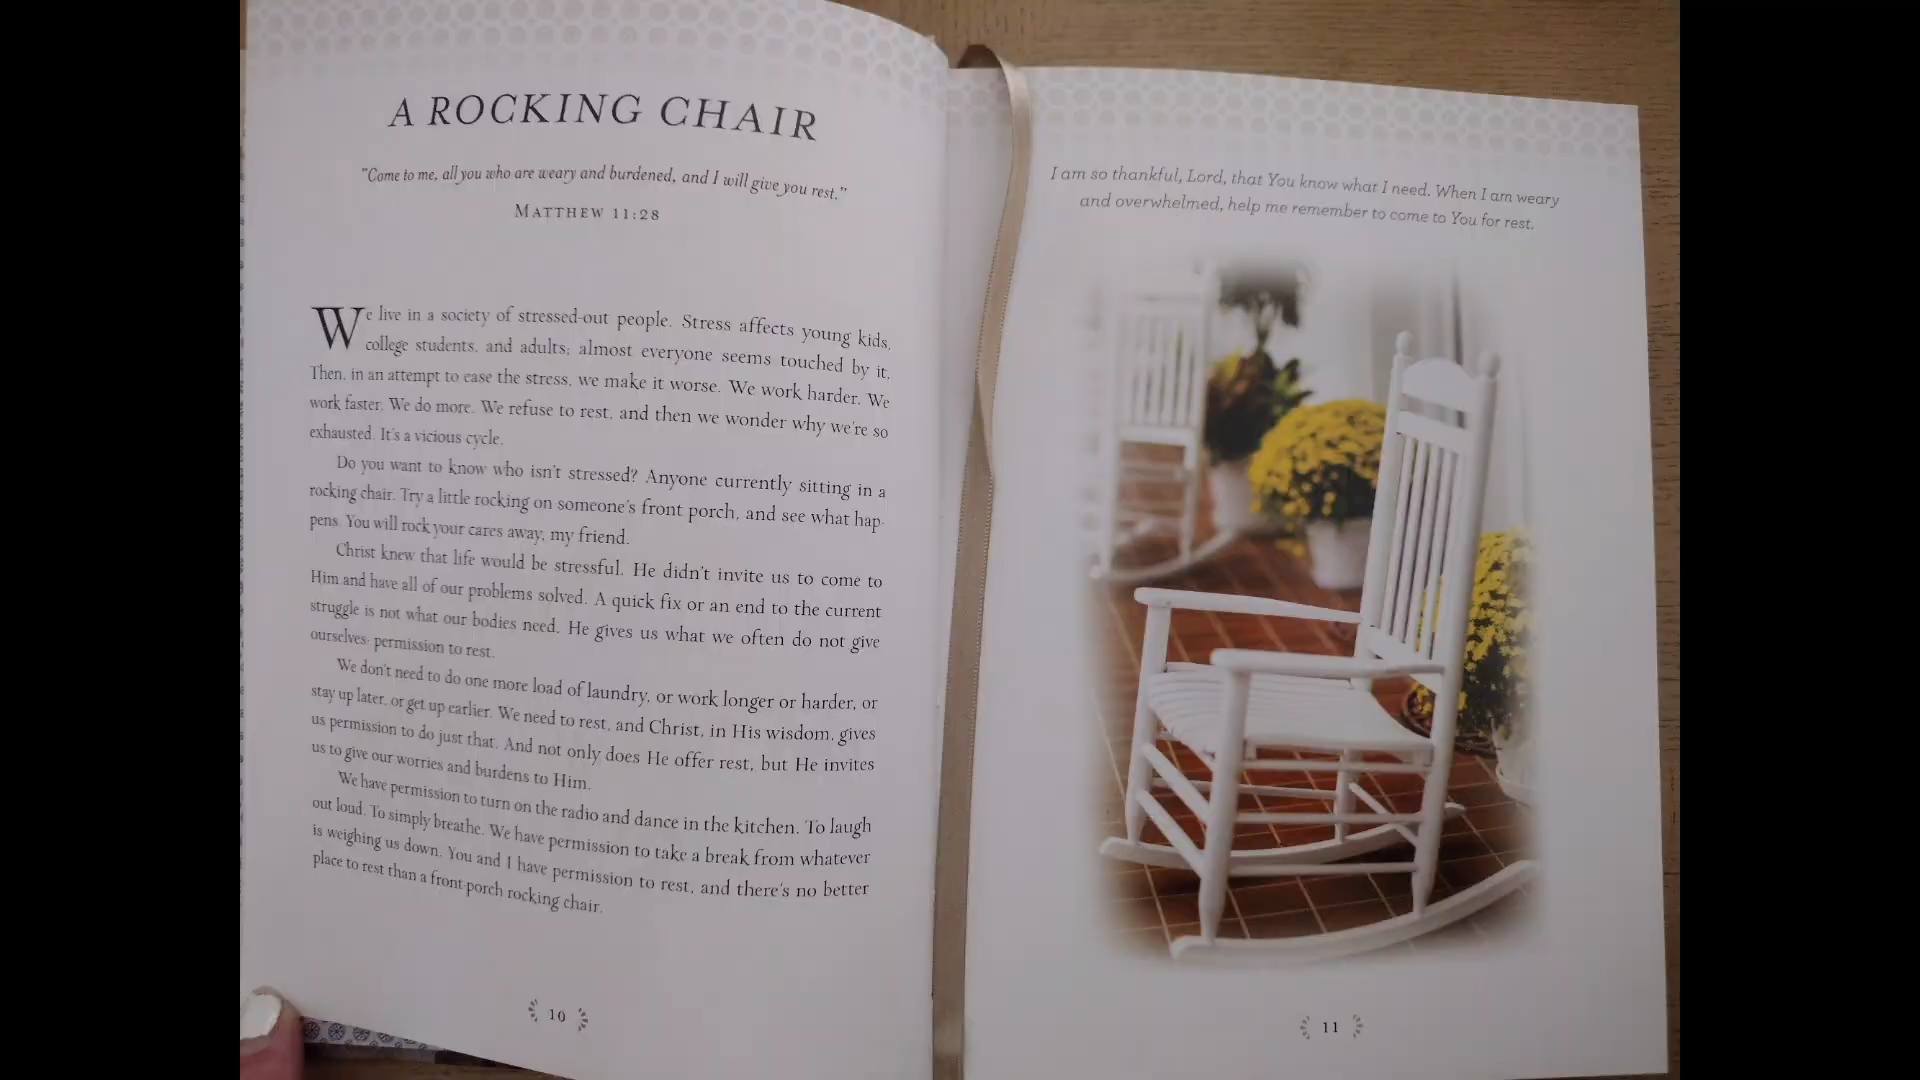 A ROCKING CHAIR
"Come to me, all you who are weary and burdened, and I will give you rest."
MATTHEW 11:28
We live in a society of stressed-out people. Stress affects young kids,
college students, and adults; almost everyone seems touched by it.
Then, in an attempt to ease the stress, we make it worse. We work harder. We
work faster. We do more. We refuse to rest, and then we wonder why we're so
exhausted. It's a vicious cycle.
Do you want to know who isn't stressed? Anyone currently sitting in a
rocking chair. Try a little rocking on someone's front porch, and see what hap-
pens. You will rock your cares away, my friend.
Christ knew that life would be stressful. He didn't invite us to come to
Him and have all of our problems solved. A quick fix or an end to the current
struggle is not what our bodies need. He gives us what we often do not give
ourselves- permission to rest.
We don't need to do one more load of laundry, or work longer or harder, or
stay up later, or get up earlier. We need to rest, and Christ, in His wisdom, gives
us permission to do just that. And not only does He offer rest, but He invites
us to give our worries and burdens to Him.
We have permission to turn on the radio and dance in the kitchen. To laugh
out loud. To simply breathe. We have permission to take a break from whatever
is weighing us down. You and I have permission to rest, and there's no better
place to rest than a front-porch rocking chair.
10
I am so thankful, Lord, that You know what I need. When I am weary
and overwhelmed, help me remember to come to You for rest.
11